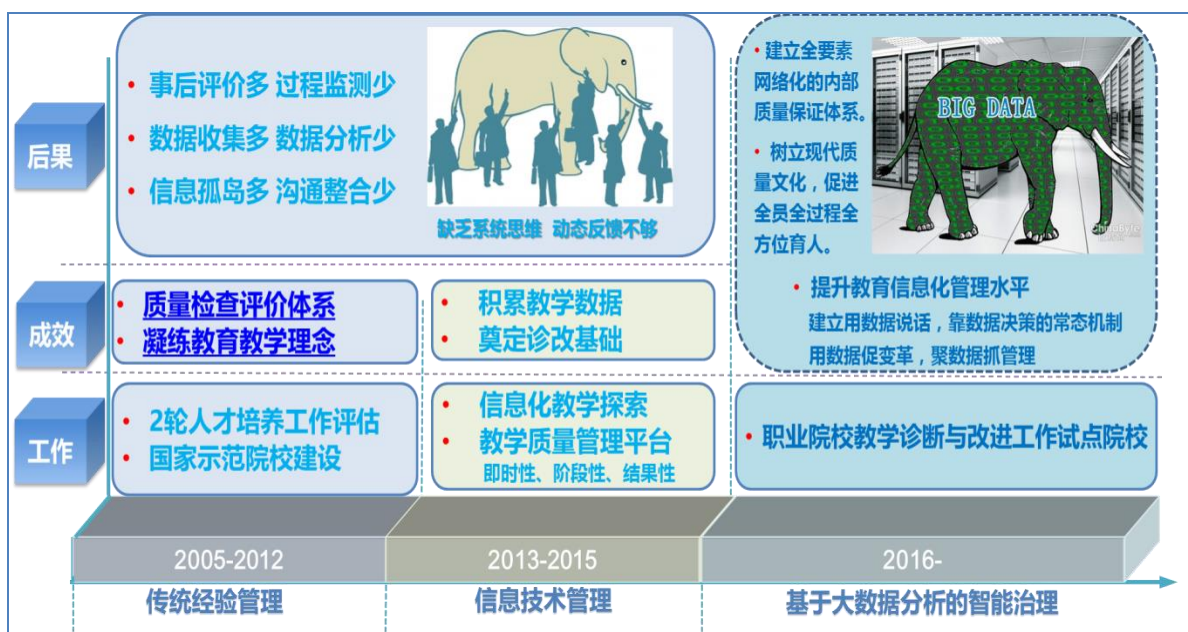 后果
事后评价多 过程监测少
数据收集多 数据分析少
信息孤岛多 沟通整合少
缺乏系统思维 动态反馈不够
建立全要素
网络化的内部
质量保证体系。
树立现代质
量文化，促进
全员全过程全
方位育人。
BIG DATA
ChinaByte
提升教育信息化管理水平
建立用数据说话，靠数据决策的常态机制
用数据促变革，聚数据抓管理
成效
质量检查评价体系
凝练教育教学理念
积累教学数据
奠定诊改基础
工作
2轮人才培养工作评估
国家示范院校建设
信息化教学探索
教学质量管理平台
即时性、阶段性、结果性
职业院校教学诊断与改进工作试点院校
2005-2012
2013-2015
2016-
传统经验管理
信息技术管理
基于大数据分析的智能治理